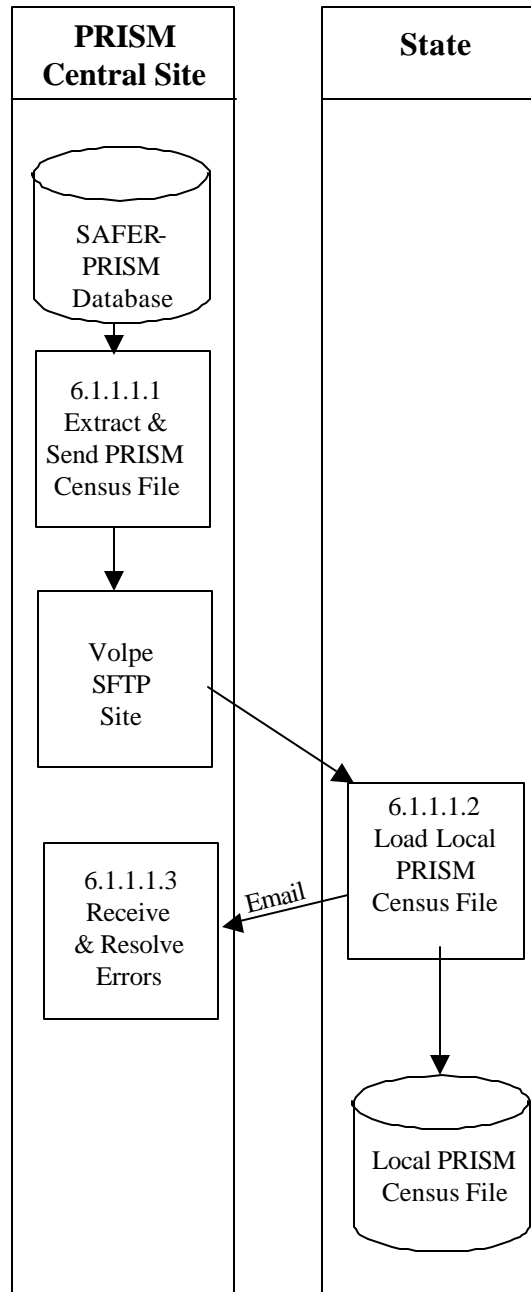 PRISM
Central Site
State
SAFER-
PRISM
Database
6.1.1.1.1
Extract &
Send PRISM
Census File
Volpe
SFTP
Site
6.1.1.1.2
Load Local
PRISM
Census File
Email
6.1.1.1.3
Receive
& Resolve
Errors
Local PRISM
Census File